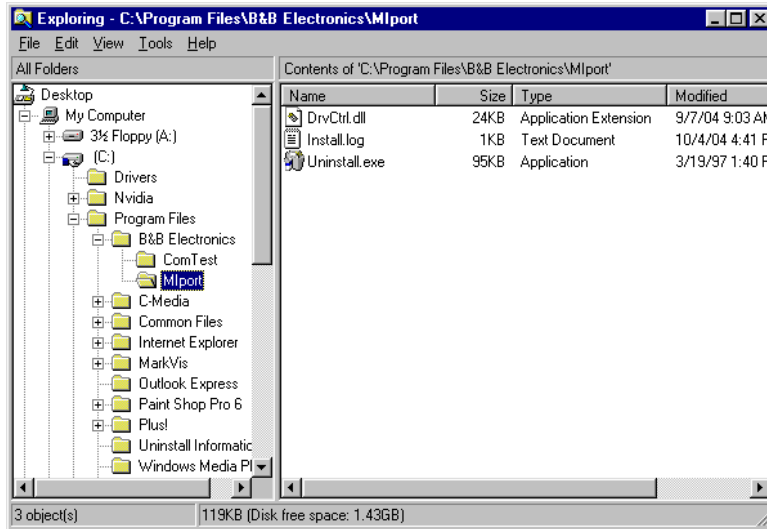 Exploring - C:\Program Files\B&B Electronics\MIport
File Edit View Tools Help
All Folders
Contents of 'C:\Program Files\B&B Electronics\MIport'
Desktop
My Computer
3½ Floppy (A:)
(C:)
Drivers
Nvidia
Program Files
B&B Electronics
ComTest
MIport
C-Media
Common Files
Internet Explorer
MarkVis
Outlook Express
Paint Shop Pro 6
Plus!
Uninstall Informatic
Windows Media Pl
Name Size Type Modified
DrvCtrl.dll 24KB Application Extension 9/7/04 9:03 AM
Install.log 1KB Text Document 10/4/04 4:41 P
Uninstall.exe 95KB Application 3/19/97 1:40 P
3 object(s) 119KB (Disk free space: 1.43GB)